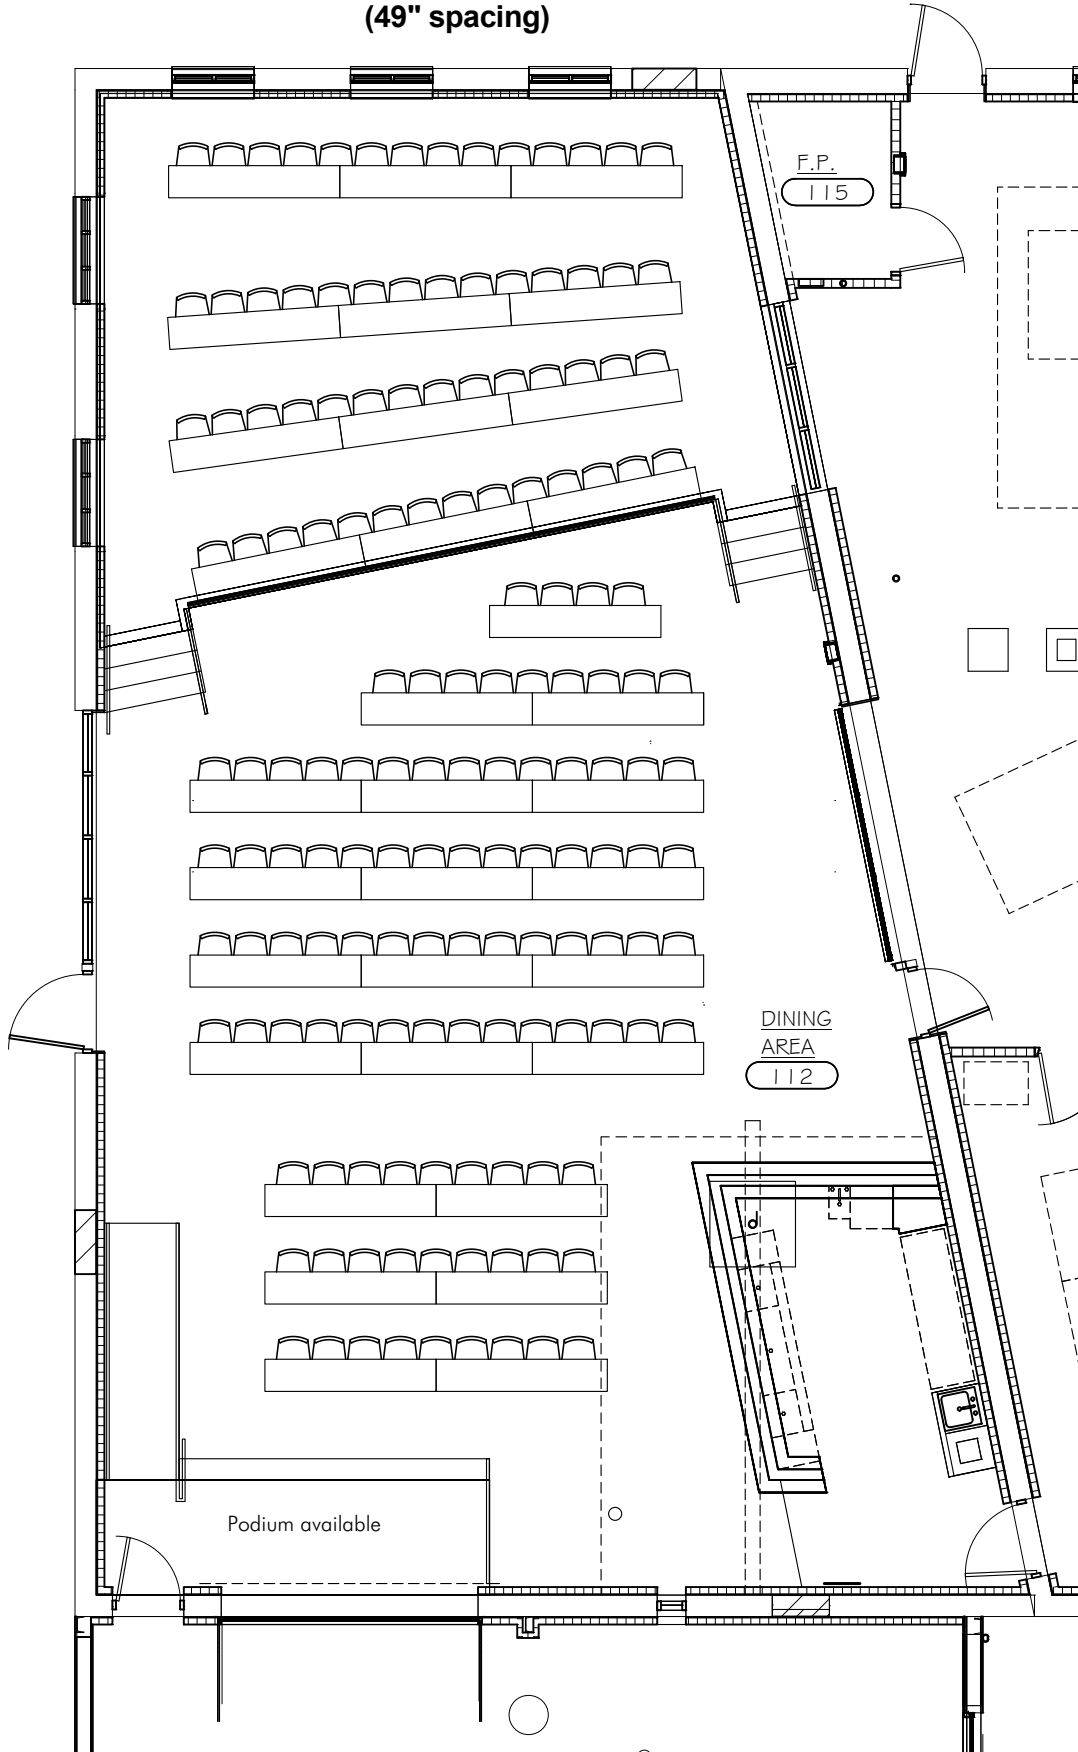 (49" spacing)
F.P.
115
DINING
AREA
112
Podium available